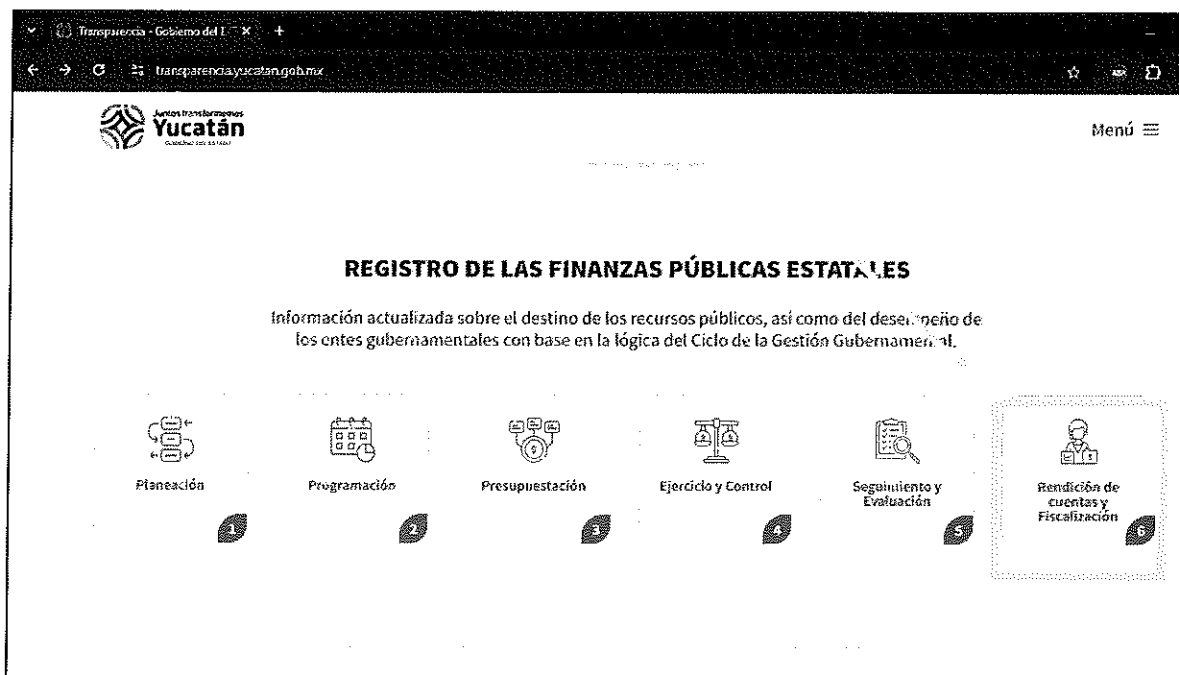 Transparencia - Gobierno del E
transparencia.yucatan.gob.mx
Juntos transformemos
Yucatán
Menú
REGISTRO DE LAS FINANZAS PÚBLICAS ESTATALES
Información actualizada sobre el destino de los recursos públicos, así como del desempeño de
los entes gubernamentales con base en la lógica del Ciclo de la Gestión Gubernamental.
Planeación
1
Programación
2
Presupuestación
3
Ejercicio y Control
4
Seguimiento y
Evaluación
5
Rendición de
cuentas y
Fiscalización
6